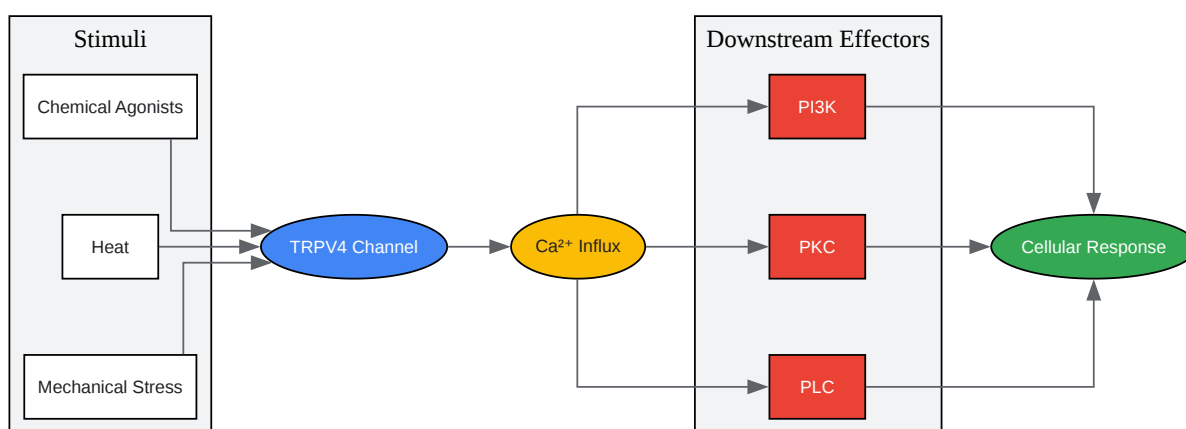 Stimuli
Chemical Agonists
Heat
Mechanical Stress
TRPV4 Channel
Ca²⁺ Influx
Downstream Effectors
PI3K
PKC
PLC
Cellular Response